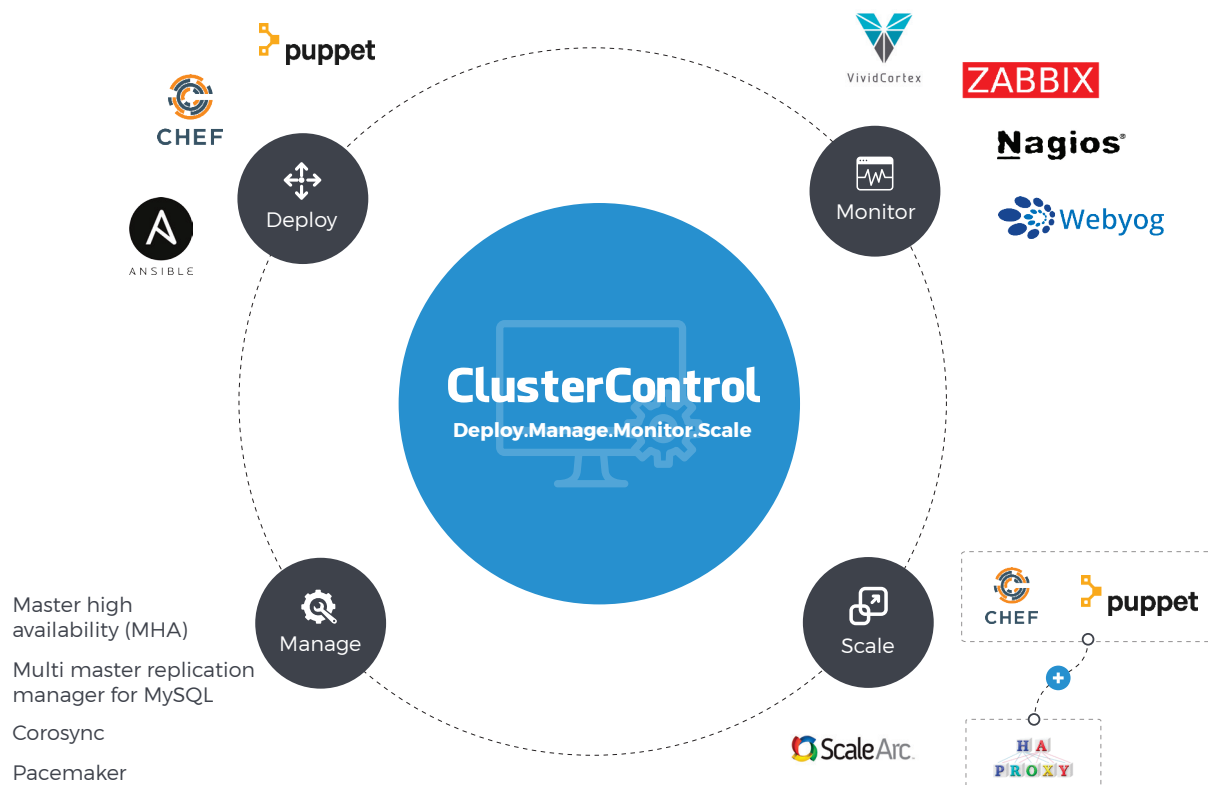 puppet
CHEF
ANSIBLE
Deploy
VividCortex
ZABBIX
Nagios®
Webyog
Monitor
ClusterControl
Deploy.Manage.Monitor.Scale
Manage
Master high
availability (MHA)
Multi master replication
manager for MySQL
Corosync
Pacemaker
Scale
CHEF
puppet
ScaleArc
HA
PROXY